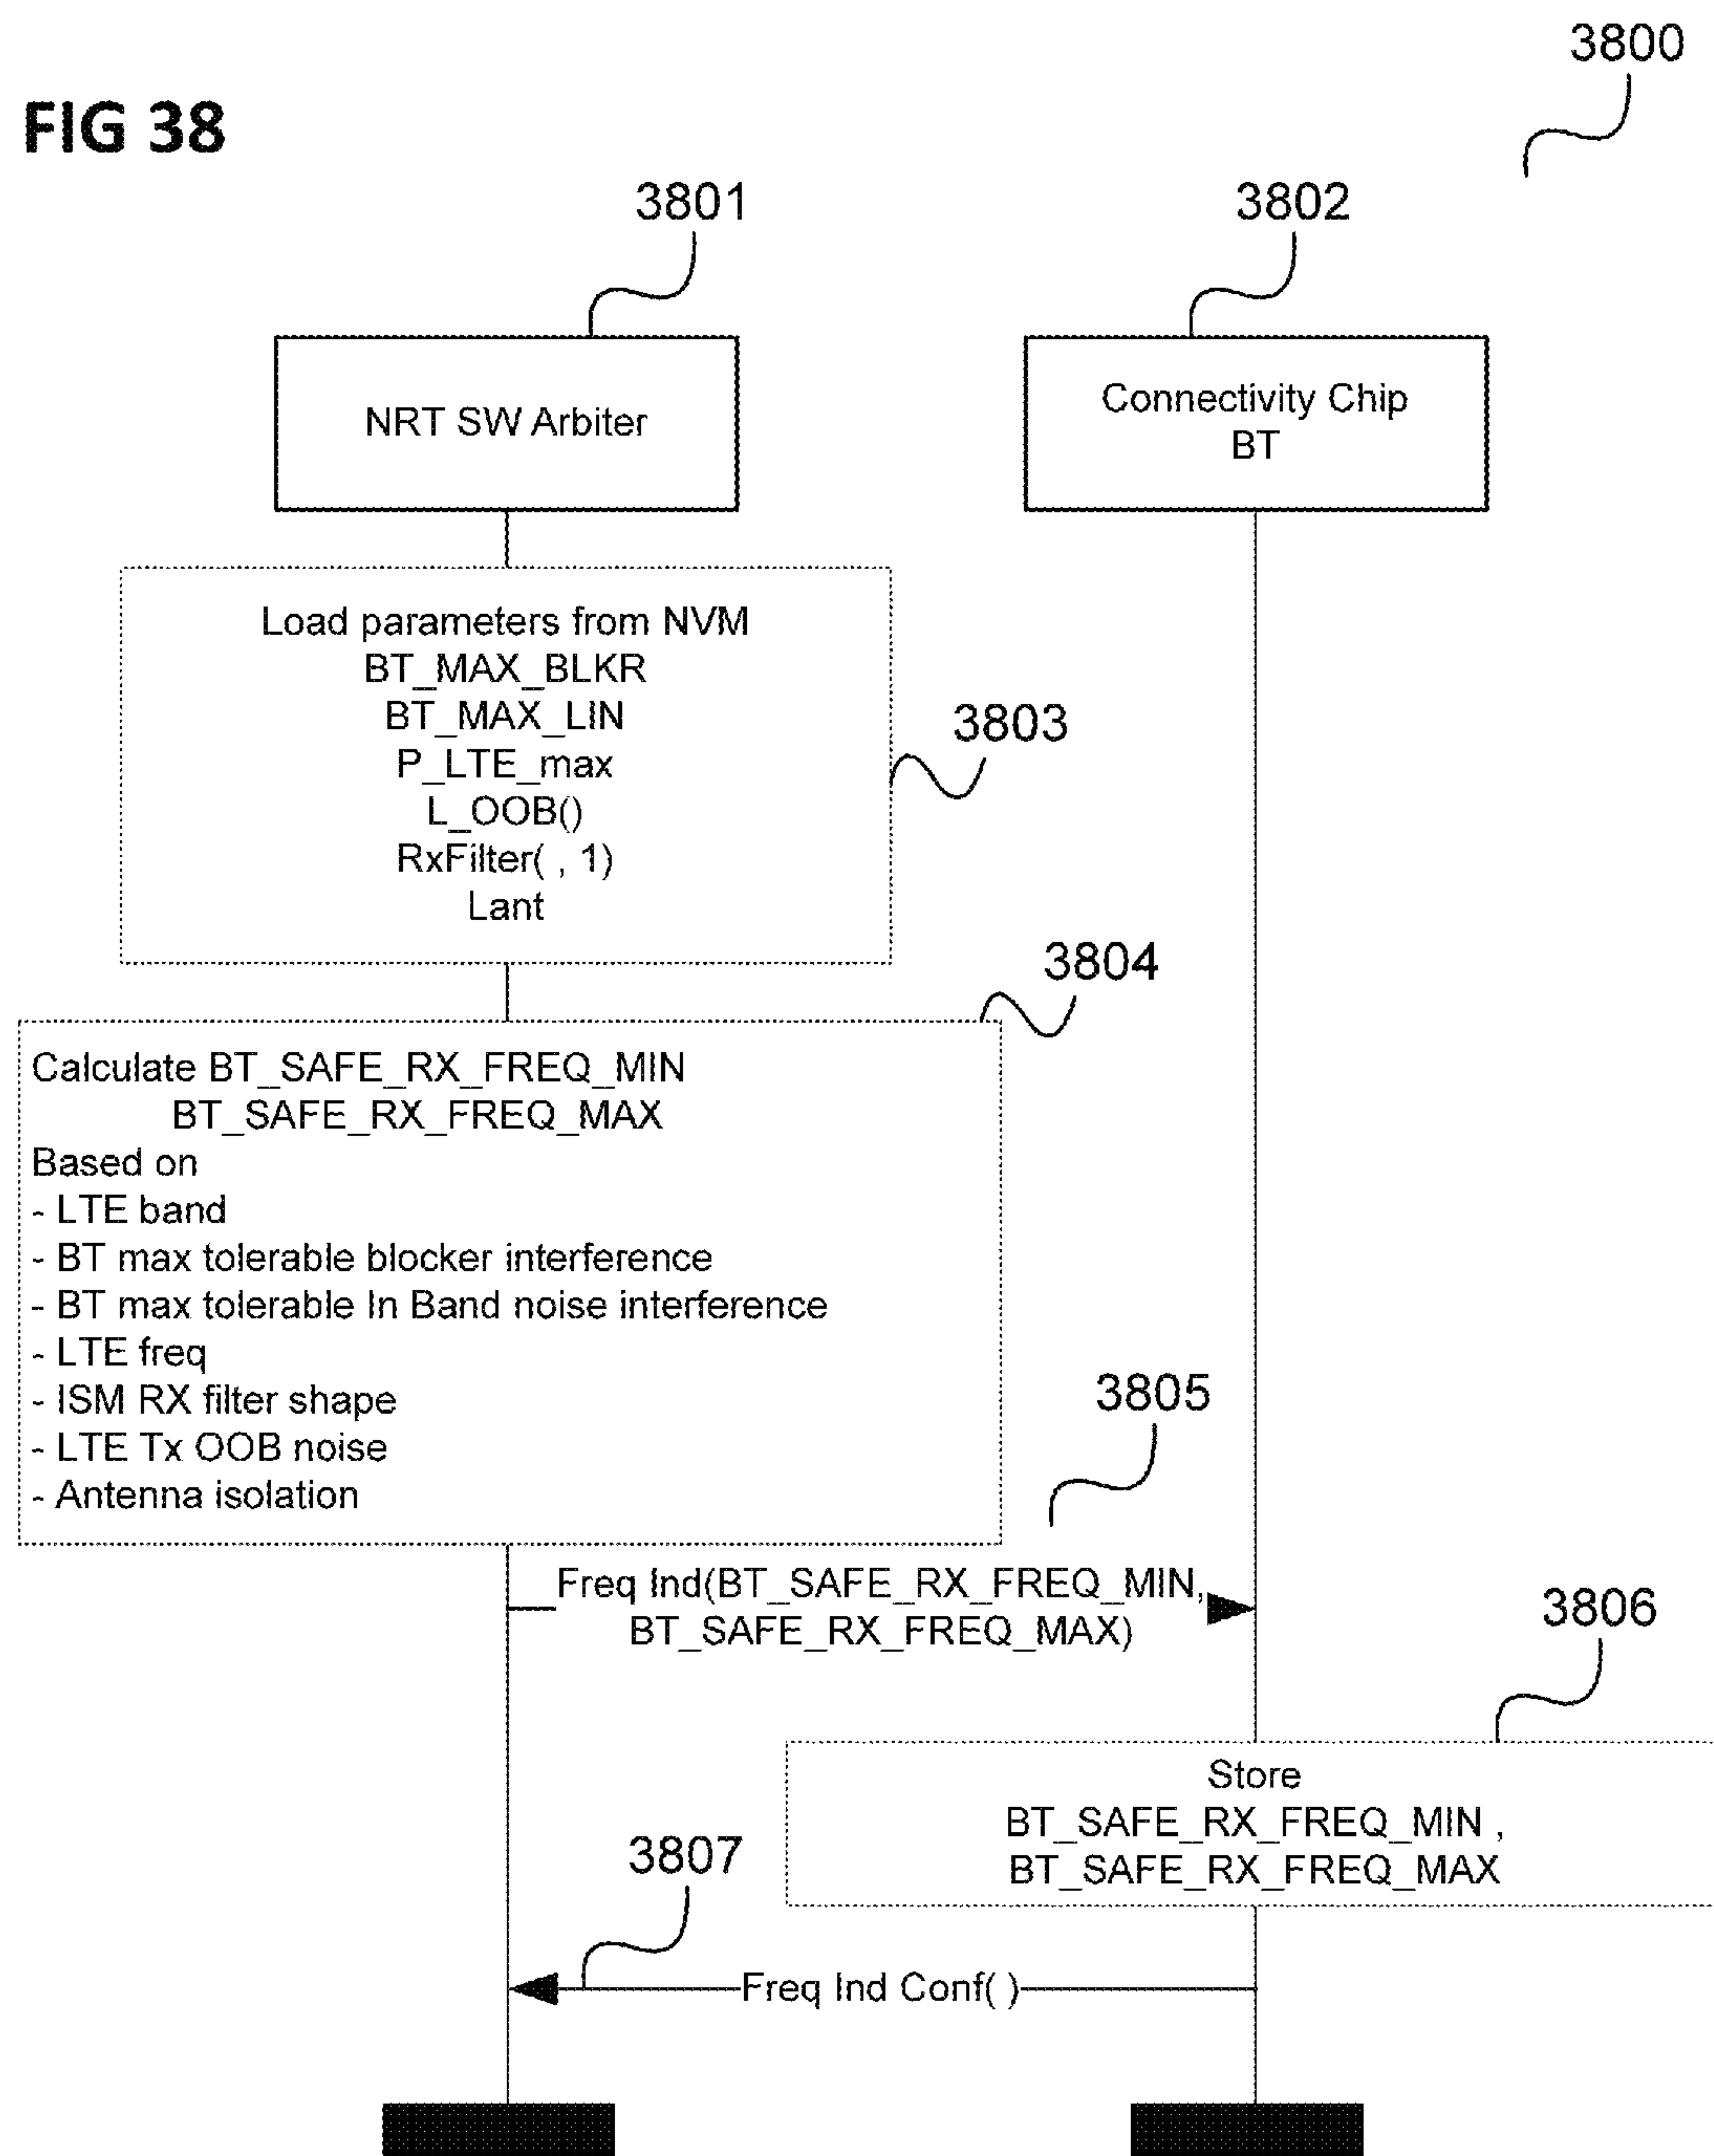 3800
FIG 38
3801
3802
NRT SW Arbiter
Connectivity Chip
BT
Load parameters from NVM
BT_MAX_BLKR
BT_MAX_LIN
P_LTE_max
L_OOB()
RxFilter( , 1)
Lant
3803
3804
Calculate BT_SAFE_RX_FREQ_MIN
BT_SAFE_RX_FREQ_MAX
Based on
- LTE band
- BT max tolerable blocker interference
- BT max tolerable In Band noise interference
- LTE freq
- ISM RX filter shape
- LTE Tx OOB noise
- Antenna isolation
3805
Freq Ind(BT_SAFE_RX_FREQ_MIN,
BT_SAFE_RX_FREQ_MAX)
3806
Store
BT_SAFE_RX_FREQ_MIN ,
BT_SAFE_RX_FREQ_MAX
3807
Freq Ind Conf( )